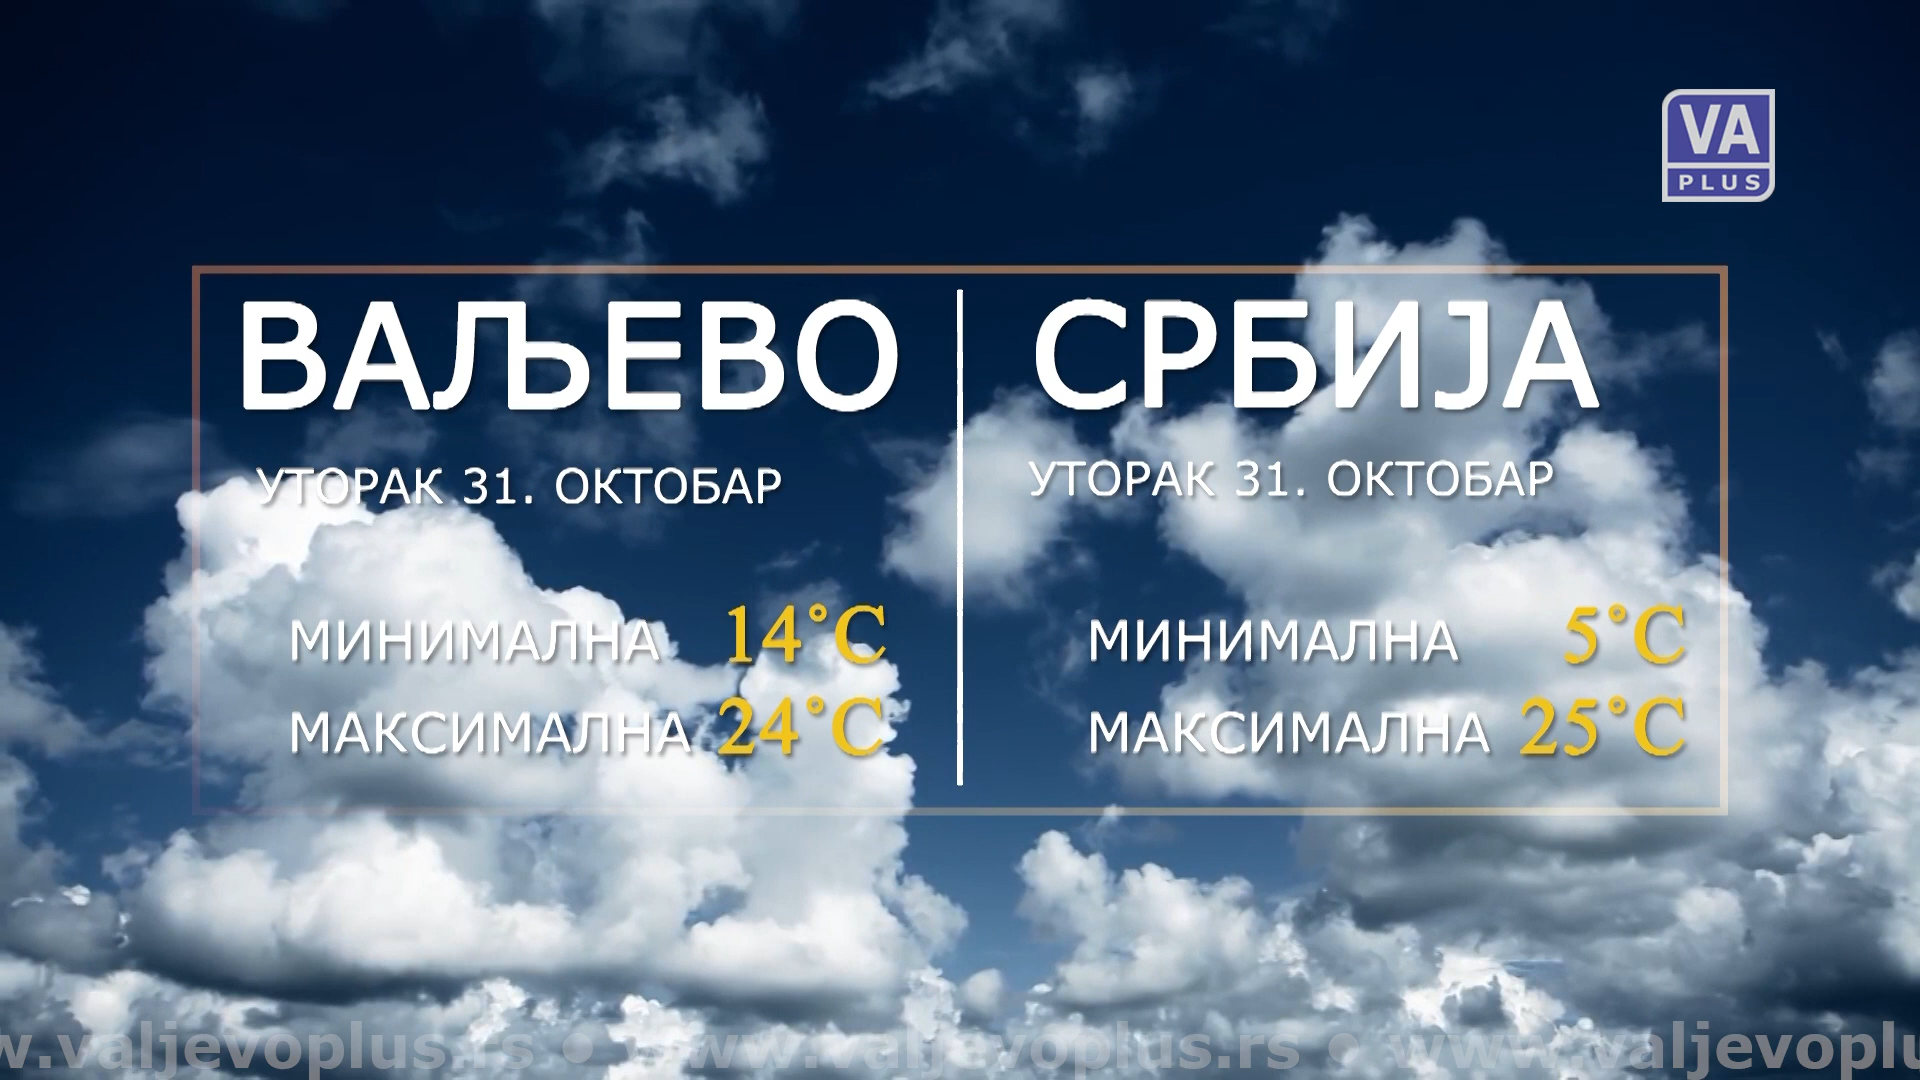 VA
PLUS
ВАЉЕВО
УТОРАК 31. ОКТОБАР
МИНИМАЛНА 14°C
МАКСИМАЛНА 24°C
СРБИЈА
УТОРАК 31. ОКТОБАР
МИНИМАЛНА 5°C
МАКСИМАЛНА 25°C
w.valjevoplus.rs • www.valjevoplus.rs • www.valjevoplu